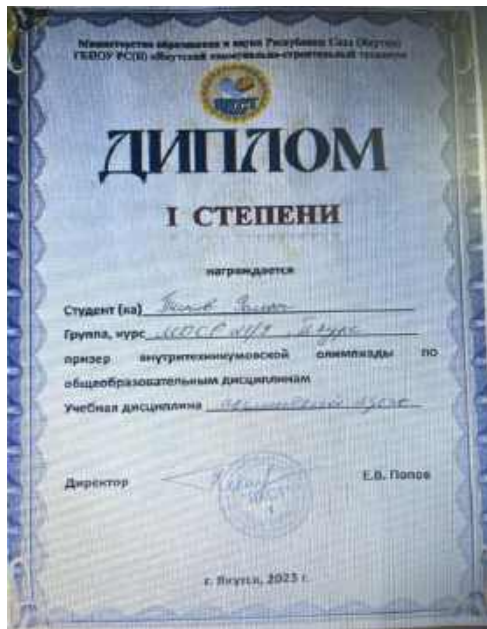 Министерство образования и науки Республики Саха (Якутия)
ГБПОУ РС(Я) «Якутский коммунально-строительный техникум
ДИПЛОМ
I СТЕПЕНИ
награждается
Студент (ка)
Группа, курс
призер внутритехникумовской олимпиады по
общеобразовательным дисциплинам
Учебная дисциплина
Директор Е.В. Попов
г. Якутск, 2023 г.